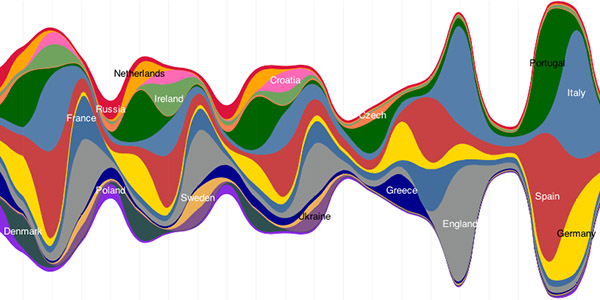 Portugal
Netherlands
Croatia
Italy
Ireland
Russia
France
Czech
Poland
Greece
Sweden
Spain
Ukraine
England
Denmark
Germany